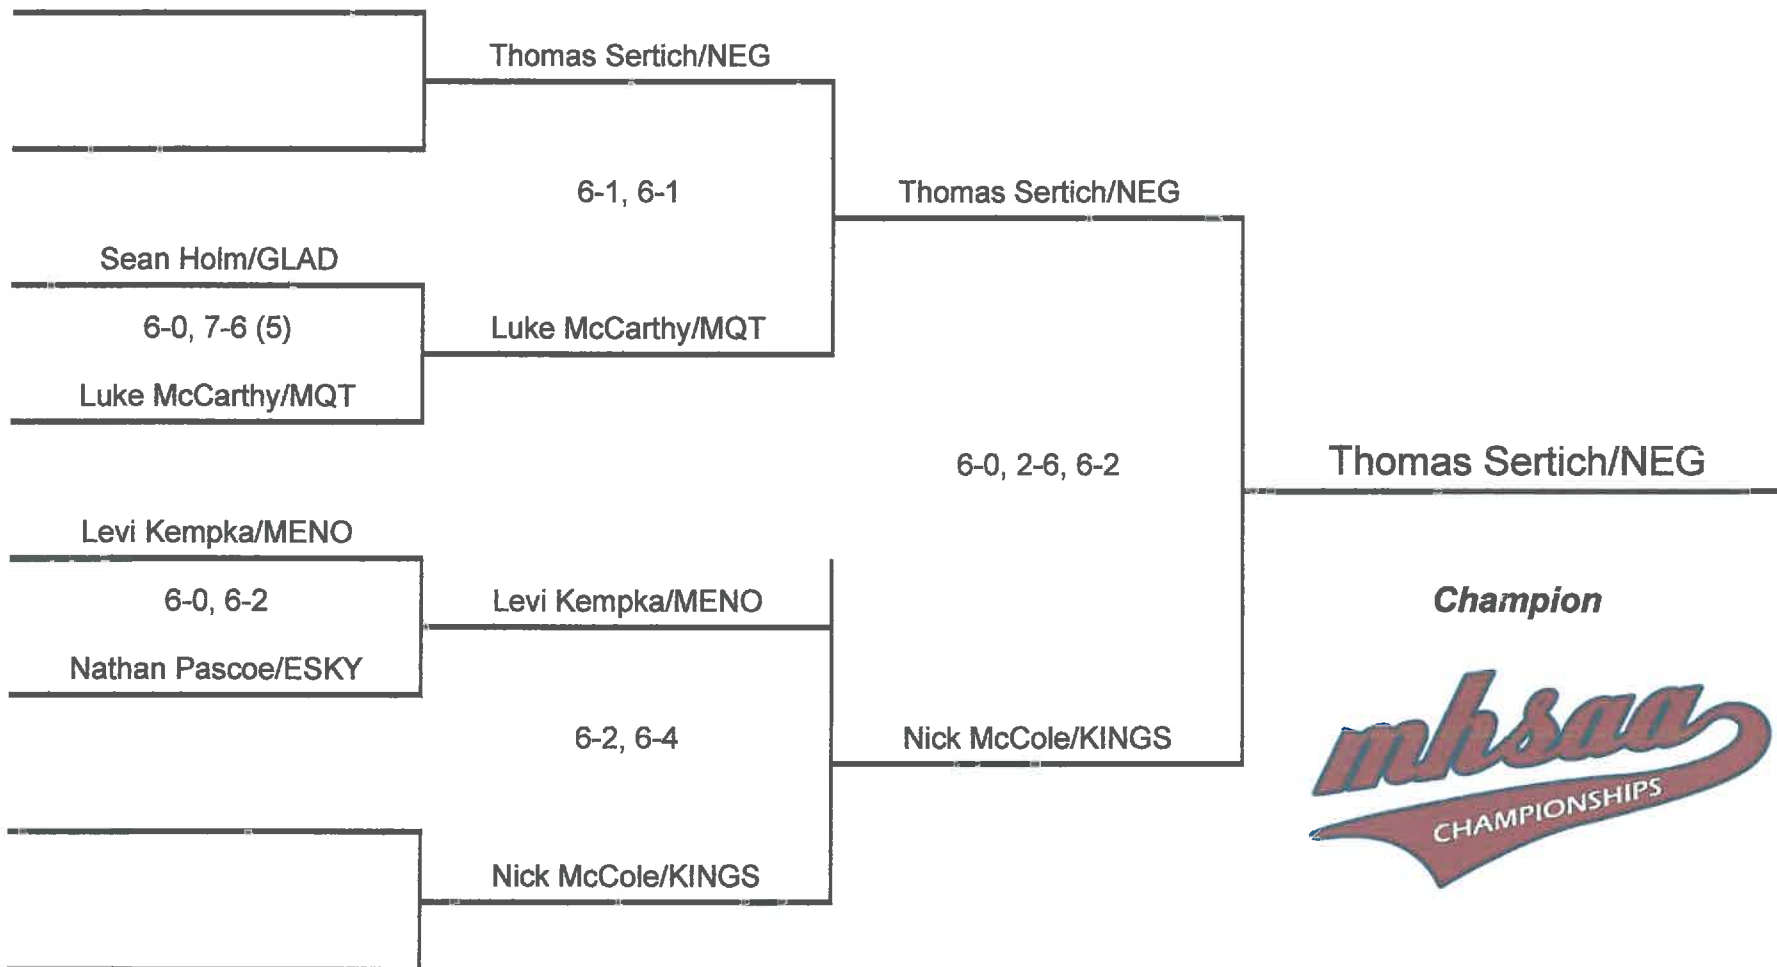 Thomas Sertich/NEG
6-1, 6-1
Thomas Sertich/NEG
Sean Holm/GLAD
6-0, 7-6 (5)
Luke McCarthy/MQT
Luke McCarthy/MQT
6-0, 2-6, 6-2
Thomas Sertich/NEG
Levi Kempka/MENO
6-0, 6-2
Levi Kempka/MENO
Champion
Nathan Pascoe/ESKY
6-2, 6-4
Nick McCole/KINGS
mhsaa
CHAMPIONSHIPS
Nick McCole/KINGS